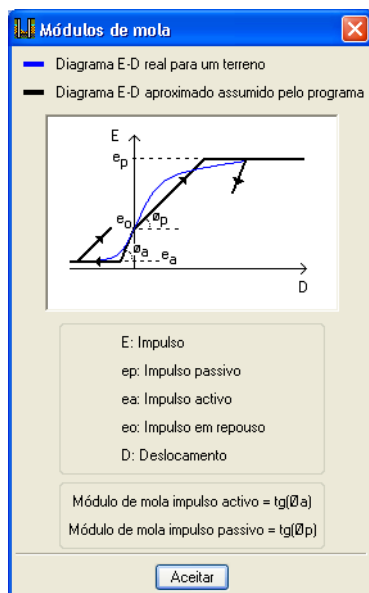 Módulos de mola
Diagrama E-D real para um terreno
Diagrama E-D aproximado assumido pelo programa
E
ep
eo
Øp
Øa
ea
D
E: Impulso
ep: Impulso passivo
ea: Impulso activo
eo: Impulso em repouso
D: Deslocamento
Módulo de mola impulso activo = tg(Øa)
Módulo de mola impulso passivo = tg(Øp)
Aceitar